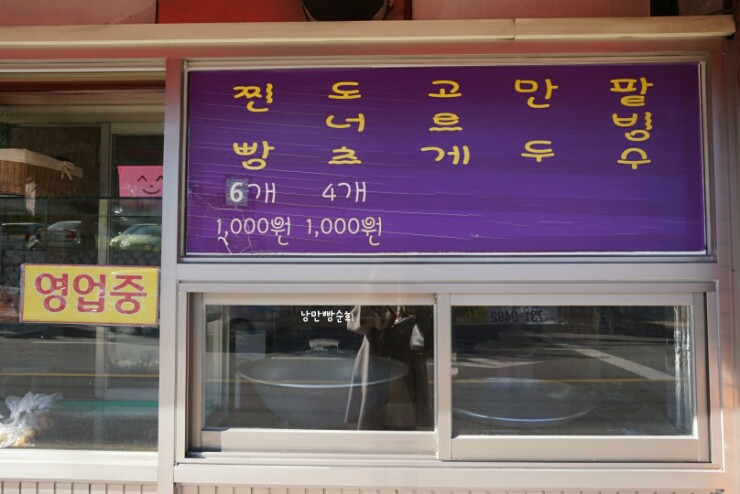 찐빵
6개
1,000원
도너츠
4개
1,000원
고르게
만두
팥빙수
영업중